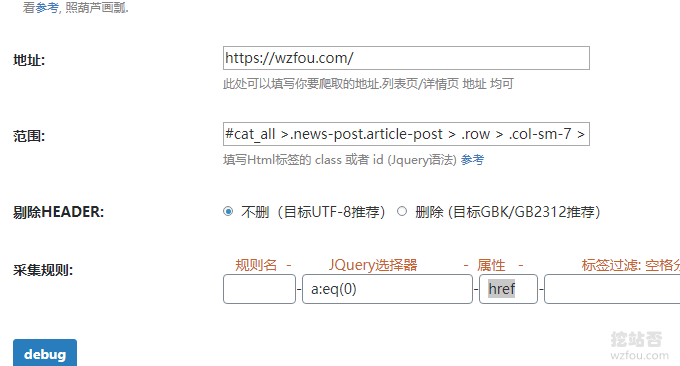 看参考, 照葫芦画瓢.
地址: https://wzfou.com/
此处可以填写你要爬取的地址.列表页/详情页 地址 均可
范围: #cat_all >.news-post.article-post > .row > .col-sm-7 >
填写Html标签的 class 或者 id (Jquery语法) 参考
剔除HEADER: 不删（目标UTF-8推荐） 删除 (目标GBK/GB2312推荐)
规则名 - JQuery选择器 - 属性 - 标签过滤: 空格分
采集规则: - a:eq(0) - href -
debug
挖站否
wzfou.com